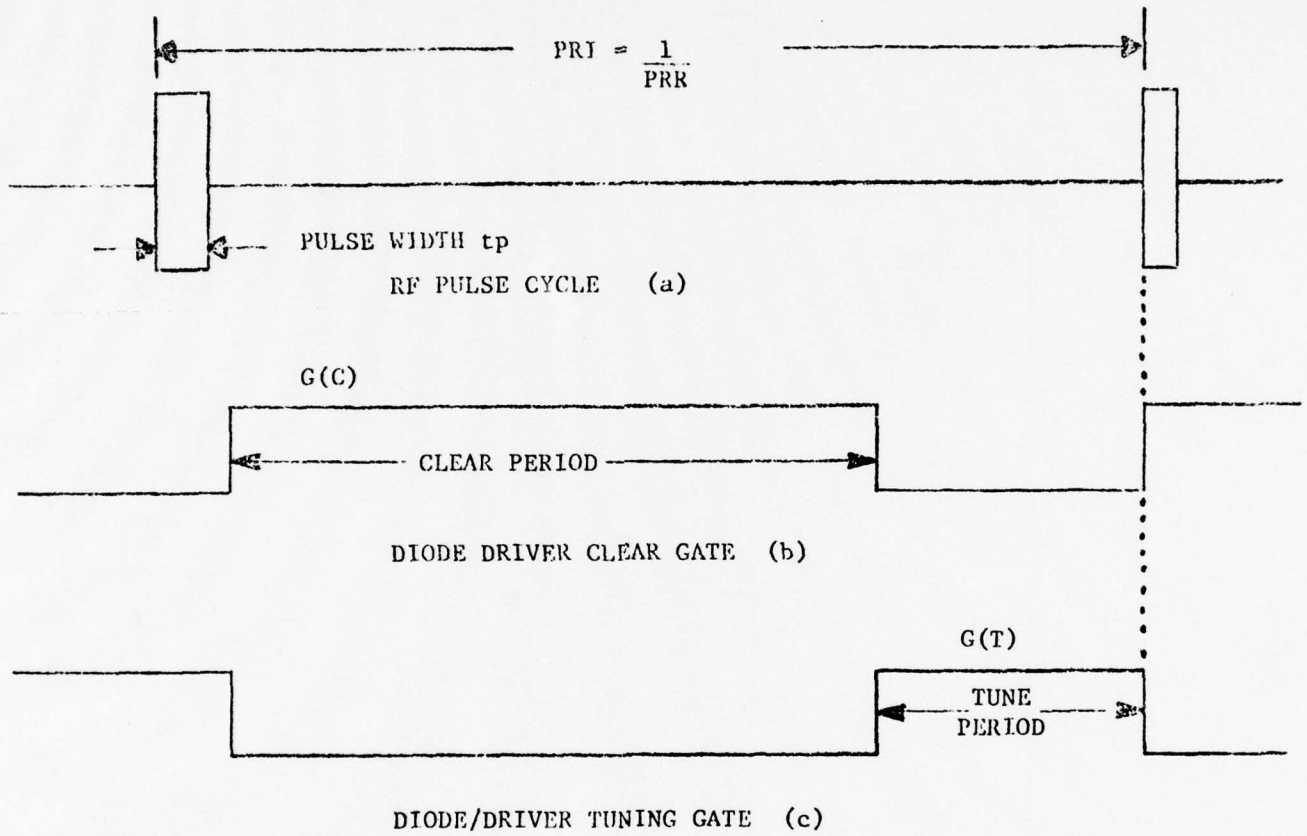 PRI = 1
PRR
PULSE WIDTH tp
RF PULSE CYCLE (a)
G(C)
CLEAR PERIOD
DIODE DRIVER CLEAR GATE (b)
G(T)
TUNE
PERIOD
DIODE/DRIVER TUNING GATE (c)